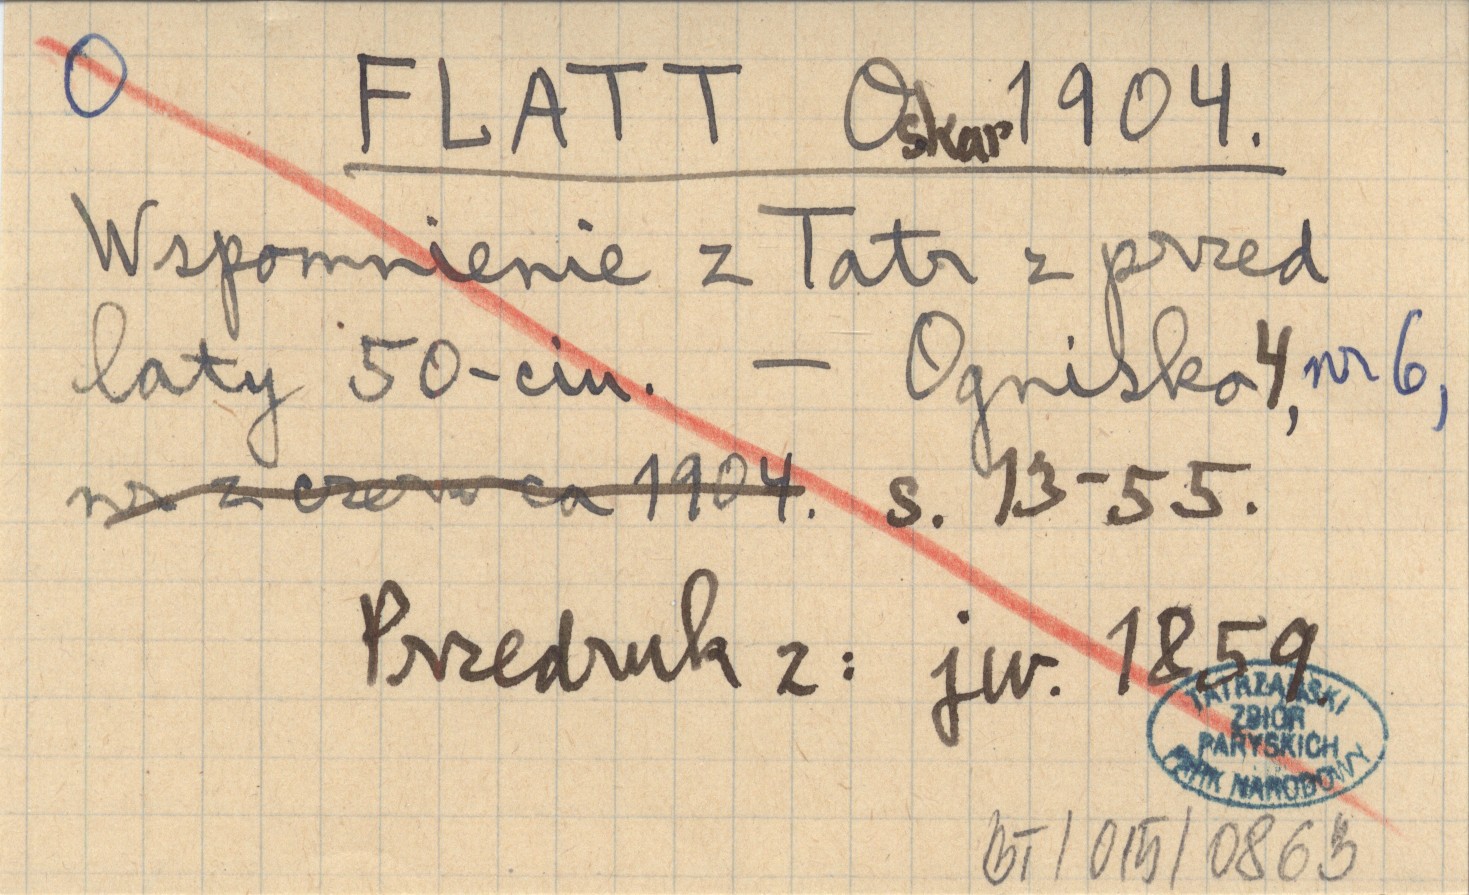 O FLATT Oskar 1904.
Wspomnienie z Tatr z przed
laty 50-ciu. — Ognisko 4, nr 6,
nr. z czerwca 1904. s. 13-55.
Przedruk z: jw. 1859
TATRZAŃSKI
ZBIÓR
PARYSKICH
PARK NARODOWY
BT/015/0863